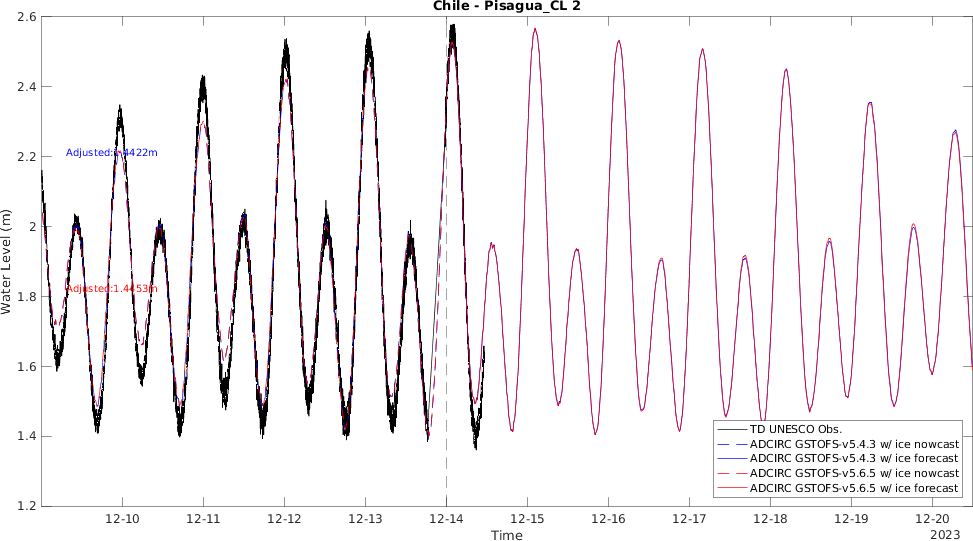 Chile - Pisagua_CL 2
2.6
2.4
2.2
2
1.8
1.6
1.4
1.2
Water Level (m)
Adjusted:1.4422m
Adjusted:1.4453m
TD UNESCO Obs.
ADCIRC GSTOFS-v5.4.3 w/ ice nowcast
ADCIRC GSTOFS-v5.4.3 w/ ice forecast
ADCIRC GSTOFS-v5.6.5 w/ ice nowcast
ADCIRC GSTOFS-v5.6.5 w/ ice forecast
12-10 12-11 12-12 12-13 12-14 12-15 12-16 12-17 12-18 12-19 12-20
Time
2023